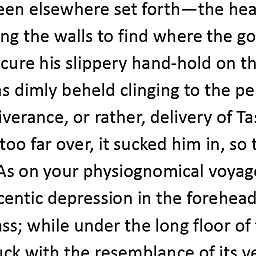 een elsewhere set forth—the hea
ng the walls to find where the go
cure his slippery hand-hold on th
s dimly beheld clinging to the pe
iverance, or rather, delivery of Tas
too far over, it sucked him in, so t
As on your physiognomical voyage
centic depression in the forehead
ss; while under the long floor of
uck with the resemblance of its ve